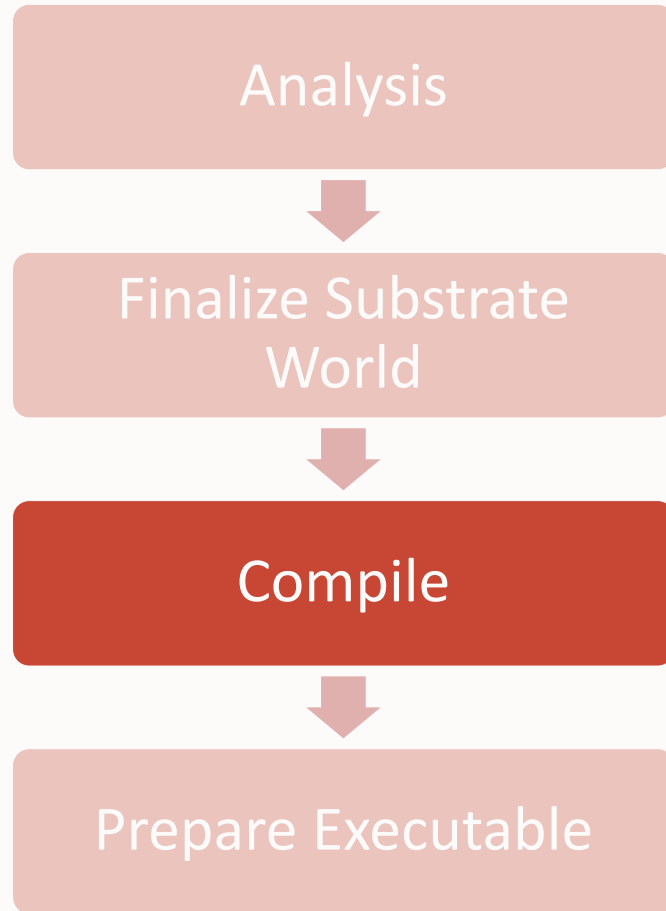 Analysis
Finalize Substrate
World
Compile
Prepare Executable